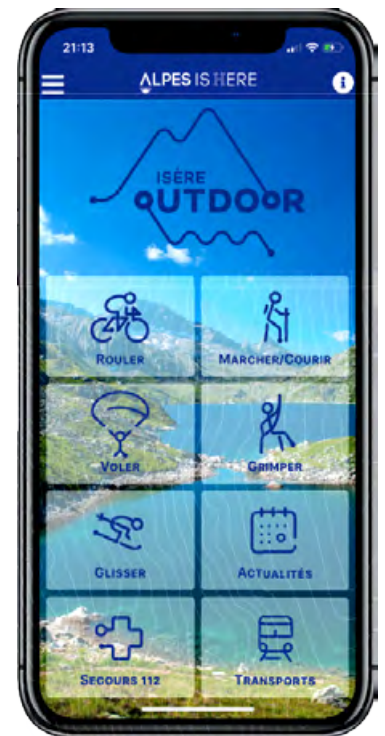 21:13
ALPES IS HERE
ISÈRE
OUTDOOR
ROULER
MARCHER/COURIR
VOLER
GRIMPER
GLISSER
ACTUALITÉS
SECOURS 112
TRANSPORTS